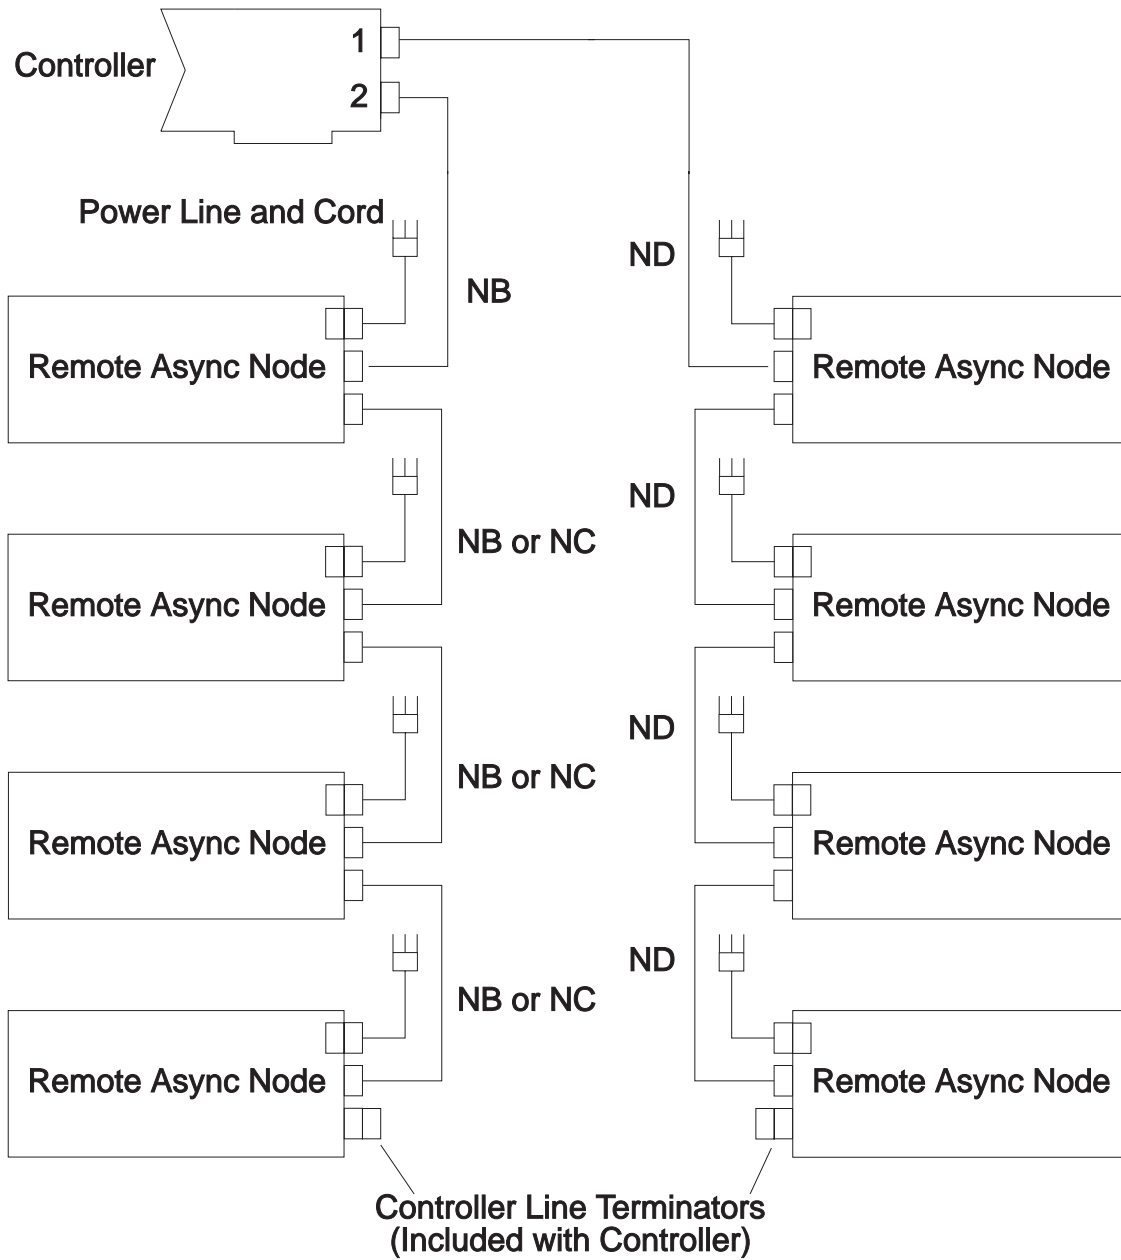 1
Controller
2
Power Line and Cord
ND
NB
Remote Async Node
Remote Async Node
ND
NB or NC
Remote Async Node
Remote Async Node
ND
NB or NC
Remote Async Node
Remote Async Node
ND
NB or NC
Remote Async Node
Remote Async Node
Controller Line Terminators
(Included with Controller)